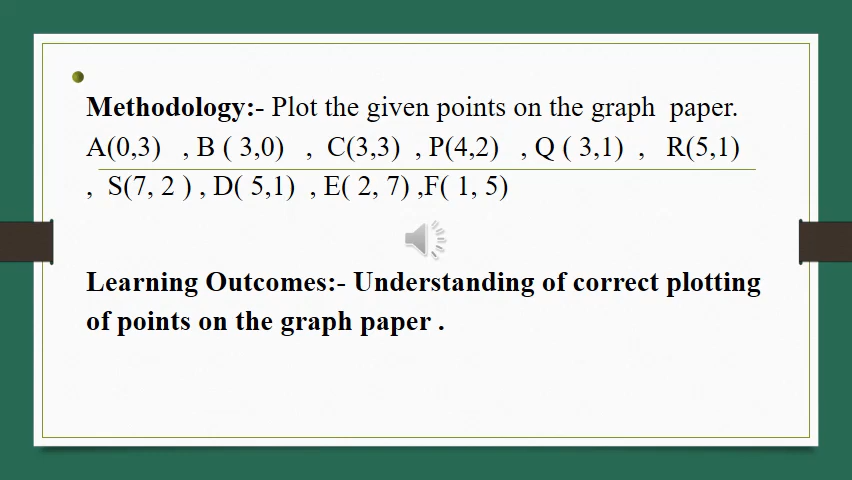 Methodology:- Plot the given points on the graph paper.
A(0,3) , B ( 3,0) , C(3,3) , P(4,2) , Q ( 3,1) , R(5,1)
, S(7, 2 ) , D( 5,1) , E( 2, 7) ,F( 1, 5)
Learning Outcomes:- Understanding of correct plotting
of points on the graph paper .